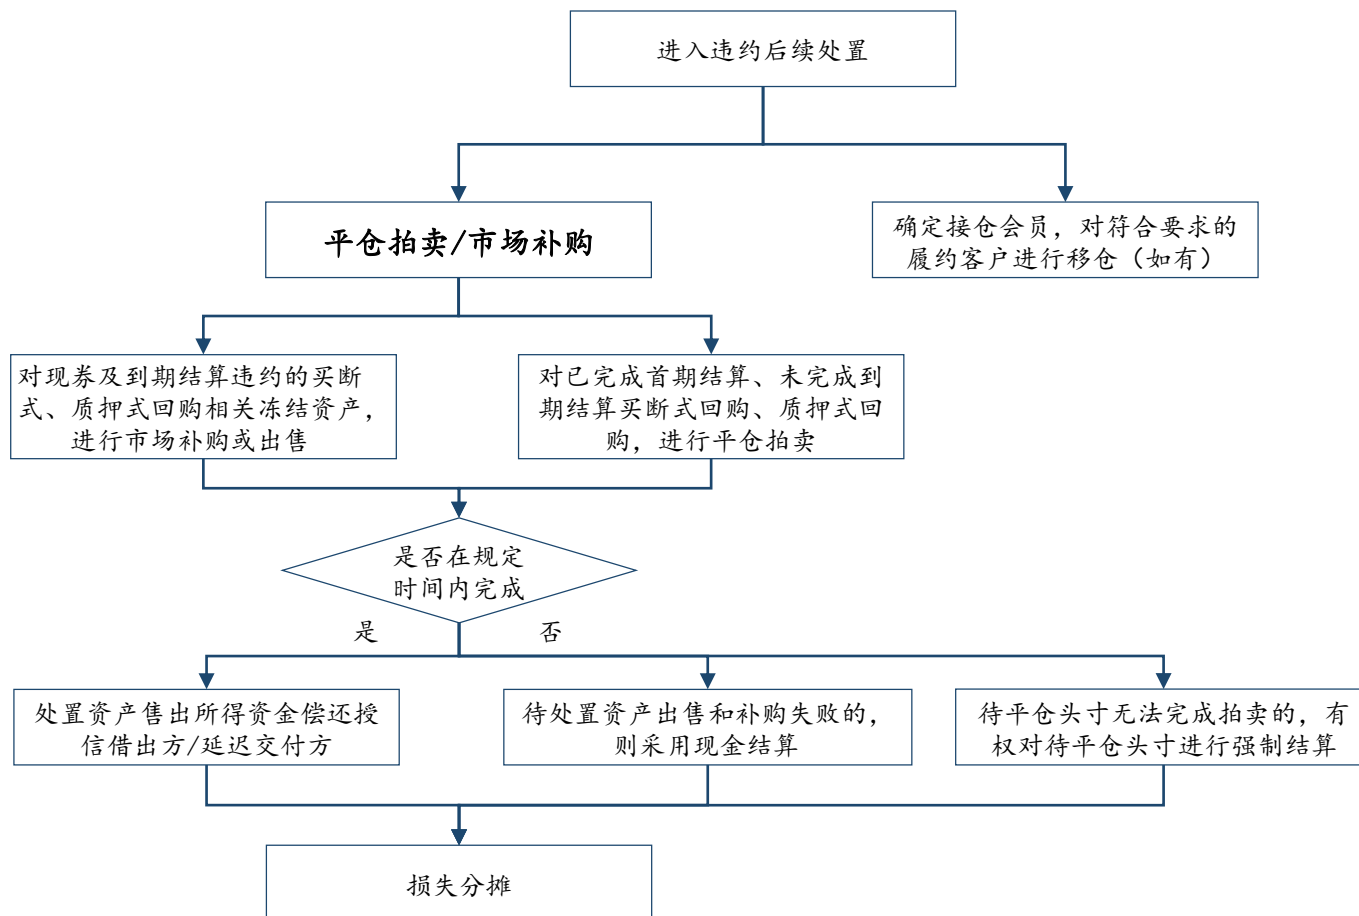 进入违约后续处置
平仓拍卖/市场补购
确定接仓会员，对符合要求的
履约客户进行移仓（如有）
对现券及到期结算违约的买断
式、质押式回购相关冻结资产，
进行市场补购或出售
对已完成首期结算、未完成到
期结算买断式回购、质押式回
购，进行平仓拍卖
是否在规定
时间内完成
是
否
处置资产售出所得资金偿还授
信借出方/延迟交付方
待处置资产出售和补购失败的，
则采用现金结算
待平仓头寸无法完成拍卖的，有
权对待平仓头寸进行强制结算
损失分摊